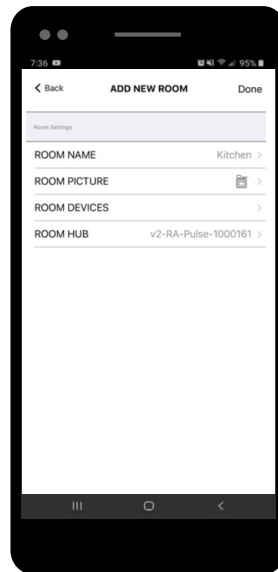 7:36 95%
Back ADD NEW ROOM Done
Room Settings
ROOM NAME Kitchen
ROOM PICTURE
ROOM DEVICES
ROOM HUB v2-RA-Pulse-1000161